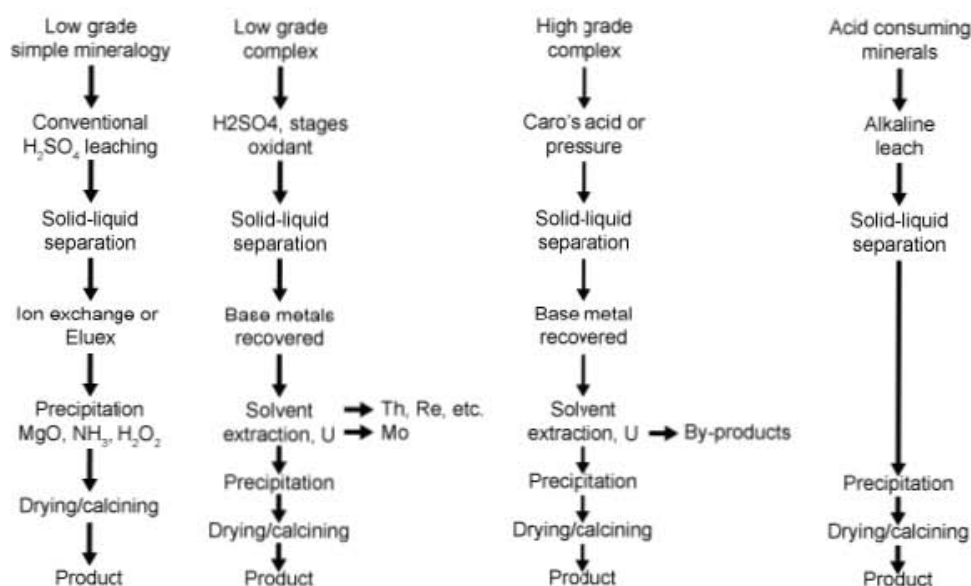 Low grade
simple mineralogy
Conventional
H₂SO₄ leaching
Solid-liquid
separation
Ion exchange or
Eluex
Precipitation
MgO, NH₃, H₂O₂
Drying/calcining
Product
Low grade
complex
H2SO4, stages
oxidant
Solid-liquid
separation
Base metals
recovered
Solvent
extraction, U
Th, Re, etc.
Mo
Precipitation
Drying/calcining
Product
High grade
complex
Caro's acid or
pressure
Solid-liquid
separation
Base metal
recovered
Solvent
extraction, U
By-products
Precipitation
Drying/calcining
Product
Acid consuming
minerals
Alkaline
leach
Solid-liquid
separation
Precipitation
Drying/calcining
Product